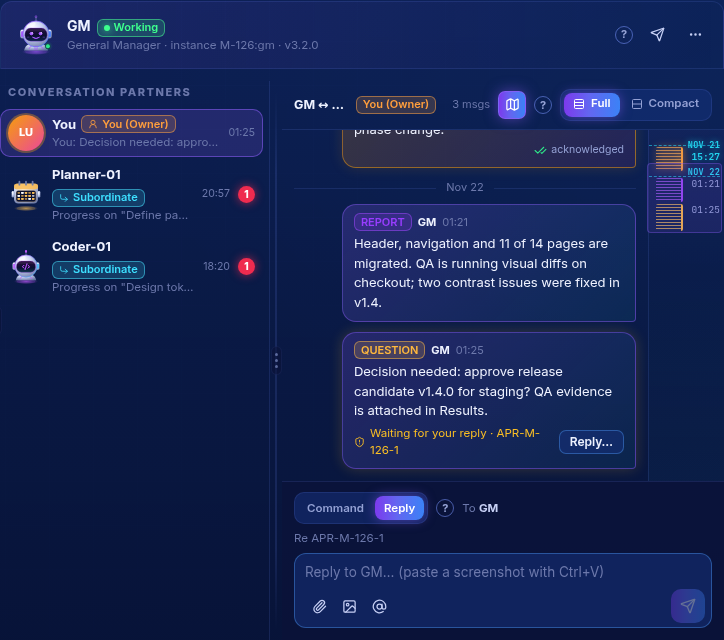 GM Working
General Manager · instance M-126:gm · v3.2.0
?
CONVERSATION PARTNERS
LU
You You (Owner)
01:25
You: Decision needed: appro...
Planner-01
Subordinate
20:57 1
Progress on "Define pa...
Coder-01
Subordinate
18:20 1
Progress on "Design tok...
GM ↔ ... You (Owner) 3 msgs ? Full Compact
phase change.
acknowledged
Nov 22
REPORT GM 01:21
Header, navigation and 11 of 14 pages are
migrated. QA is running visual diffs on
checkout; two contrast issues were fixed in
v1.4.
QUESTION GM 01:25
Decision needed: approve release
candidate v1.4.0 for staging? QA evidence
is attached in Results.
Waiting for your reply · APR-M-
126-1
Reply...
NOV 21
15:27
NOV 22
01:21
01:25
Command Reply ? To GM
Re APR-M-126-1
Reply to GM... (paste a screenshot with Ctrl+V)